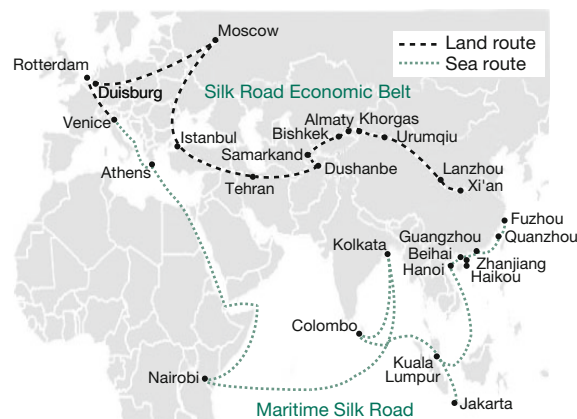 Moscow
Land route
Sea route
Rotterdam
Duisburg
Silk Road Economic Belt
Venice
Istanbul
Almaty
Khorgas
Bishkek
Urumqiu
Samarkand
Athens
Tehran
Dushanbe
Lanzhou
Xi'an
Fuzhou
Kolkata
Guangzhou
Quanzhou
Beihai
Hanoi
Zhanjiang
Haikou
Colombo
Kuala
Lumpur
Nairobi
Jakarta
Maritime Silk Road